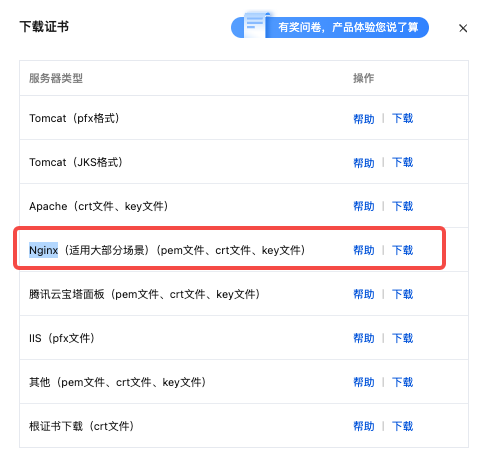 下载证书
有奖问卷，产品体验您说了算
服务器类型 操作
Tomcat（pfx格式） 帮助 | 下载
Tomcat（JKS格式） 帮助 | 下载
Apache（crt文件、key文件） 帮助 | 下载
Nginx（适用大部分场景）（pem文件、crt文件、key文件） 帮助 | 下载
腾讯云宝塔面板（pem文件、crt文件、key文件） 帮助 | 下载
IIS（pfx文件） 帮助 | 下载
其他（pem文件、crt文件、key文件） 帮助 | 下载
根证书下载（crt文件） 帮助 | 下载